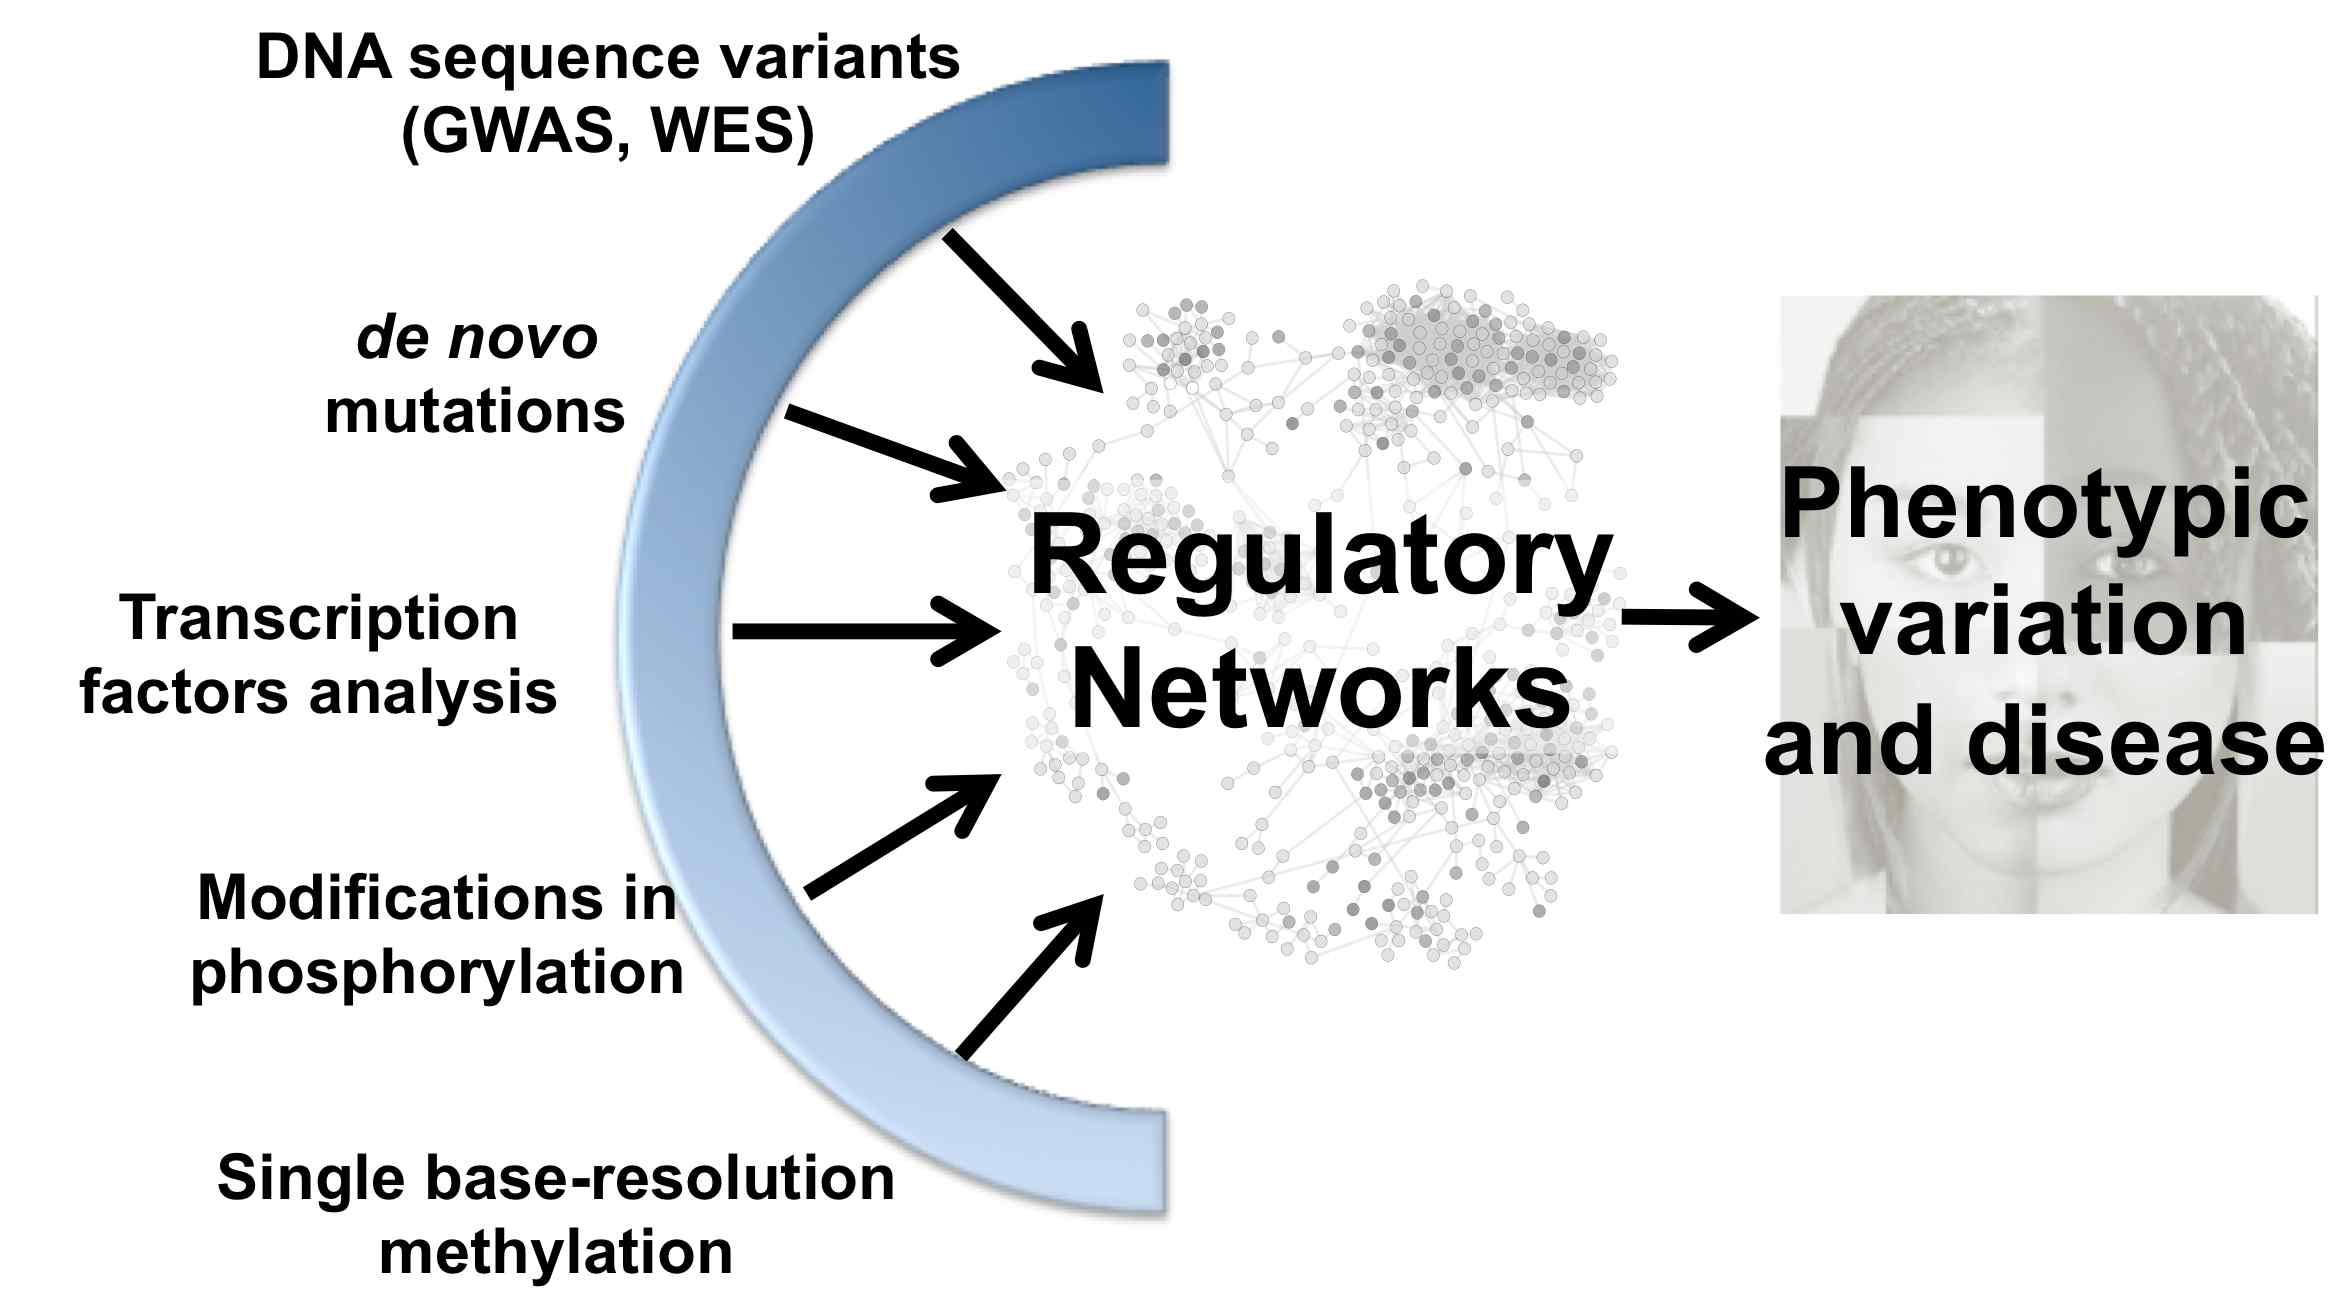 DNA sequence variants
(GWAS, WES)
de novo
mutations
Transcription
factors analysis
Modifications in
phosphorylation
Single base-resolution
methylation
Regulatory
Networks
Phenotypic
variation
and disease